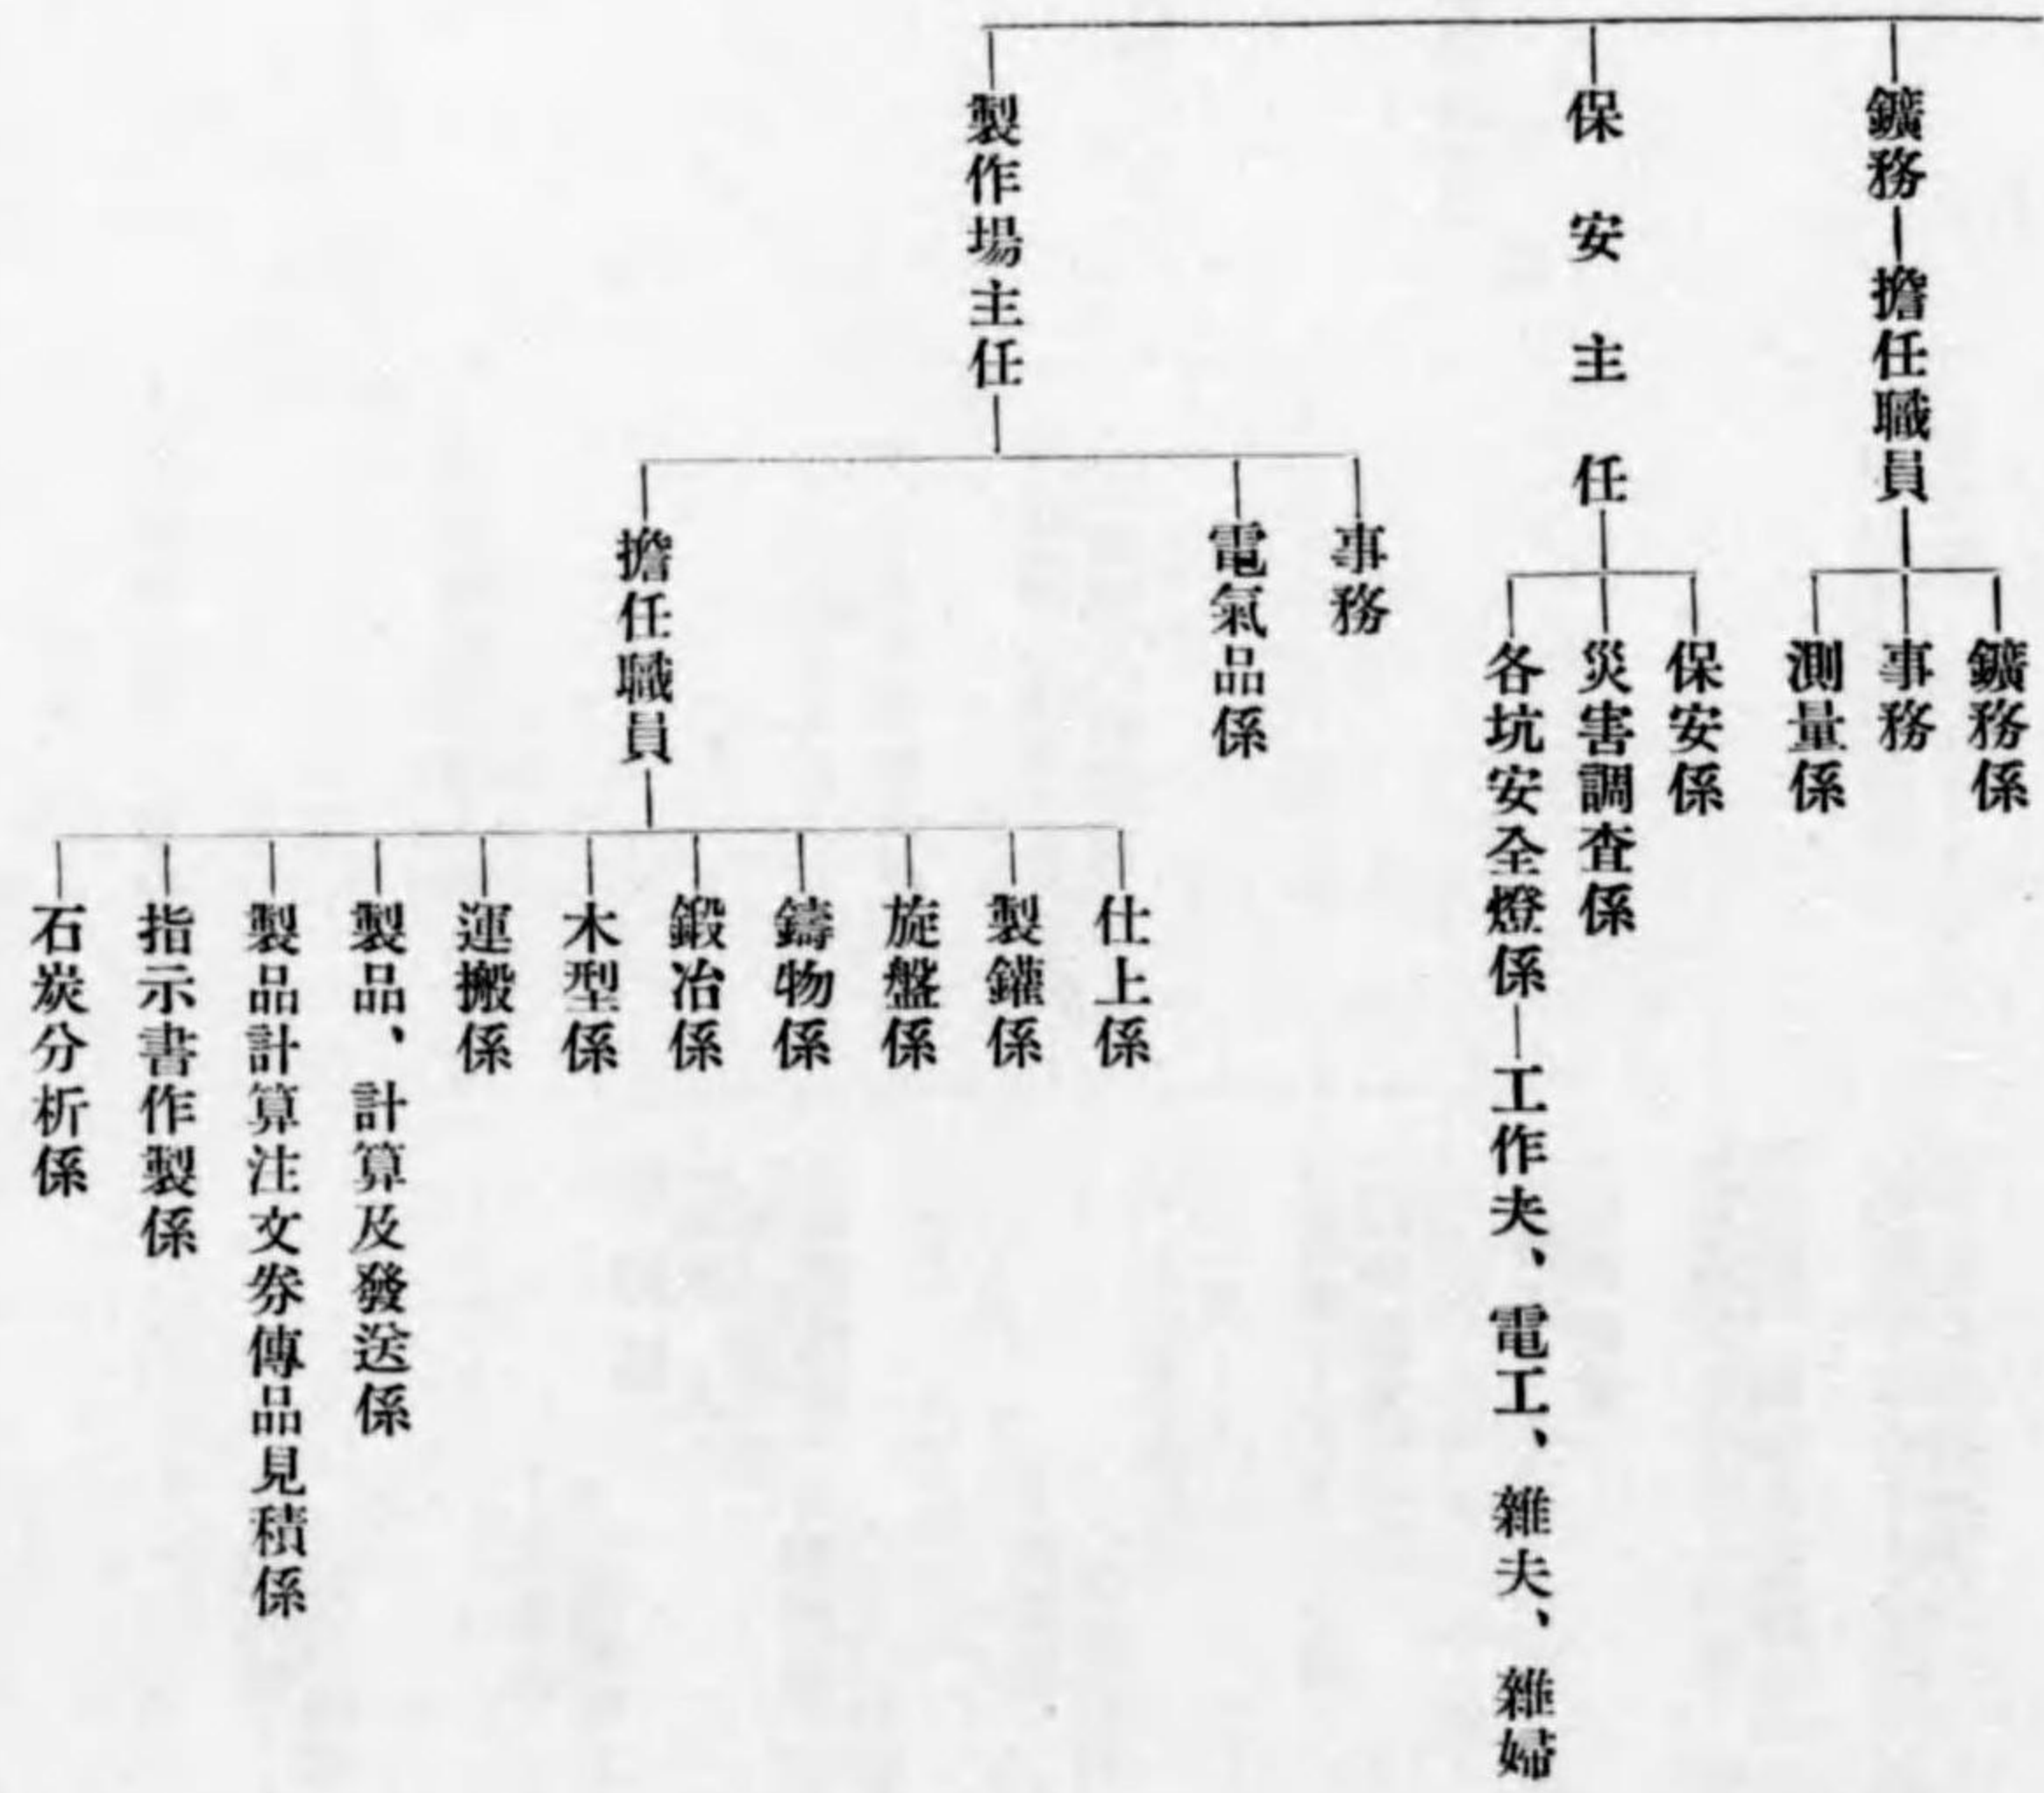 鑛務―擔任職員
鑛務係
事務
測量係
保安主任
保安係
災害調査係
各坑安全燈係―工作夫、電工、雜夫、雜婦
製作場主任
事務
電氣品係
擔任職員
仕上係
製鑵係
旋盤係
鑄物係
鍛冶係
木型係
運搬係
製品、計算及發送係
製品計算注文券傳品見積係
指示書作製係
石炭分析係